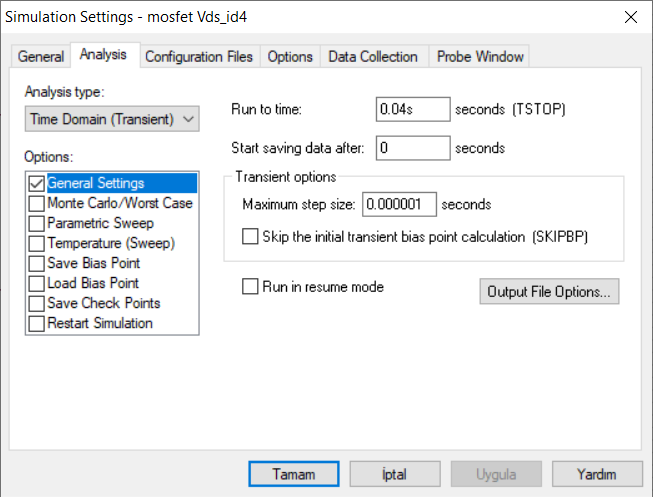 Simulation Settings - mosfet Vds_id4
General
Analysis
Configuration Files
Options
Data Collection
Probe Window
Analysis type:
Time Domain (Transient)
Options:
General Settings
Monte Carlo/Worst Case
Parametric Sweep
Temperature (Sweep)
Save Bias Point
Load Bias Point
Save Check Points
Restart Simulation
Run to time: 0.04s seconds (TSTOP)
Start saving data after: 0 seconds
Transient options
Maximum step size: 0.000001 seconds
Skip the initial transient bias point calculation (SKIPBP)
Run in resume mode
Output File Options...
Tamam
İptal
Uygula
Yardım